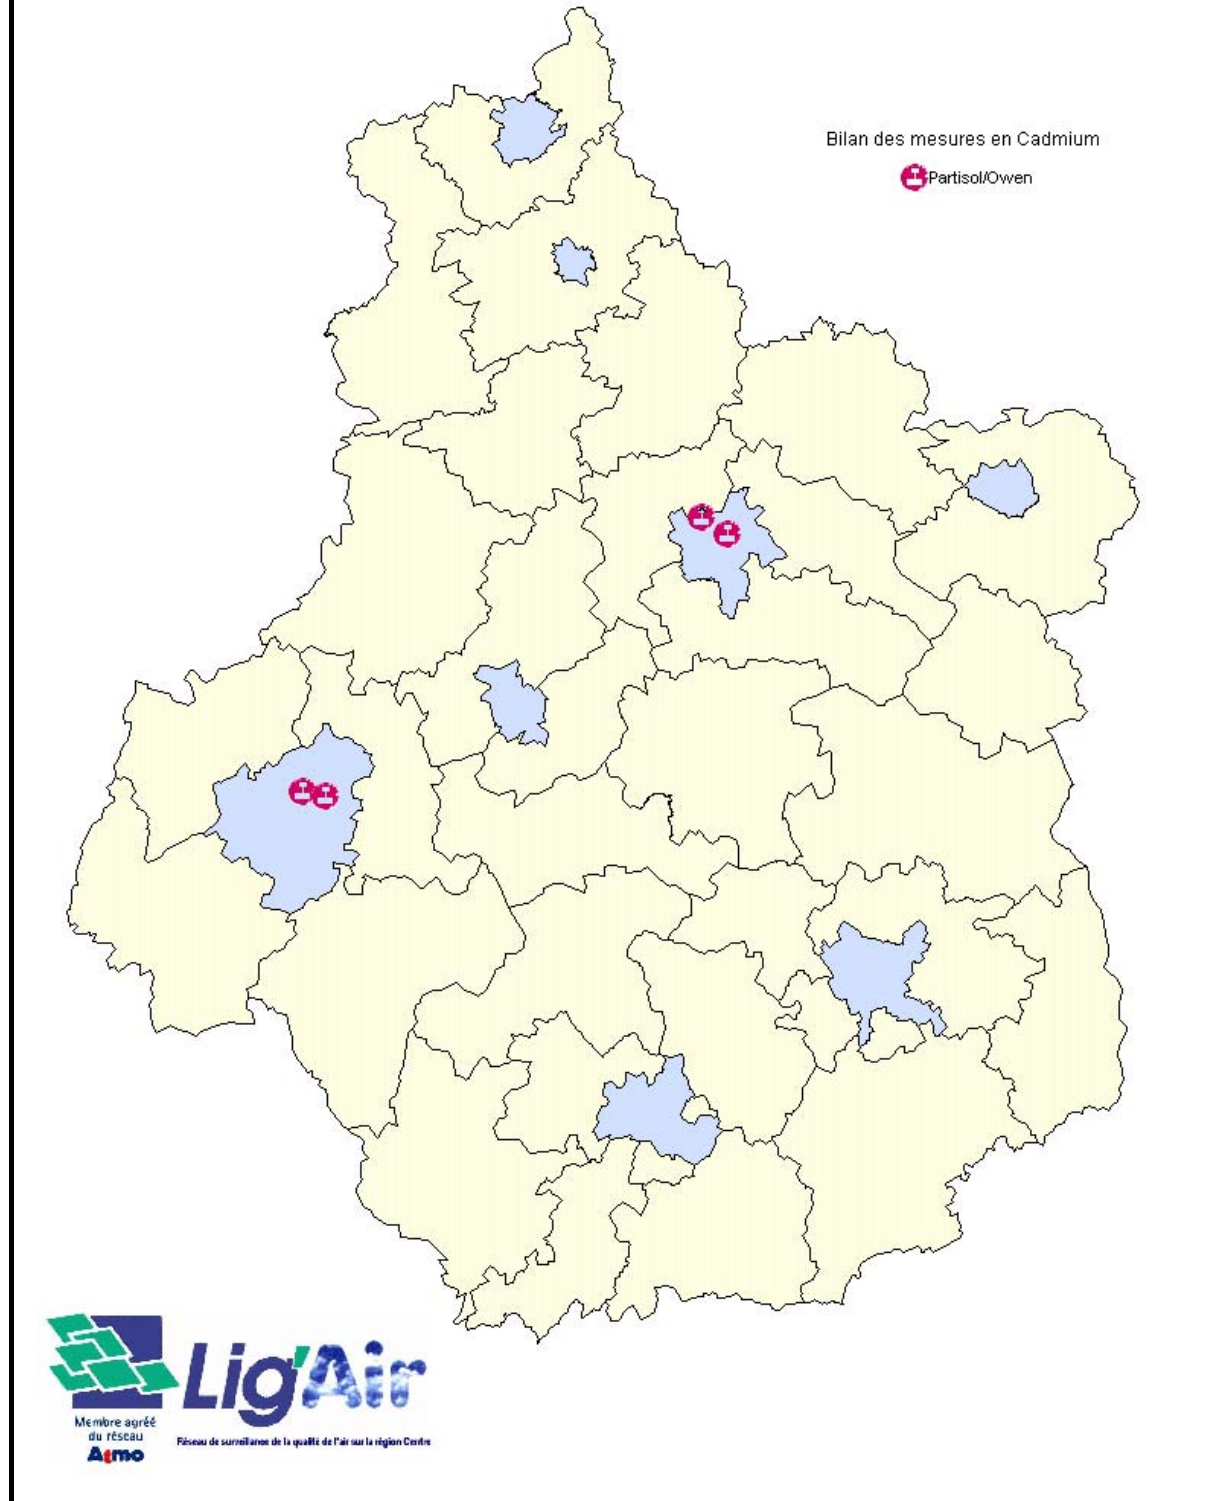 Bilan des mesures en Cadmium
Partisol/Owen
Lig'Air
Membre agréé
du réseau
Atmo
Réseau de surveillance de la qualité de l'air sur la région Centre